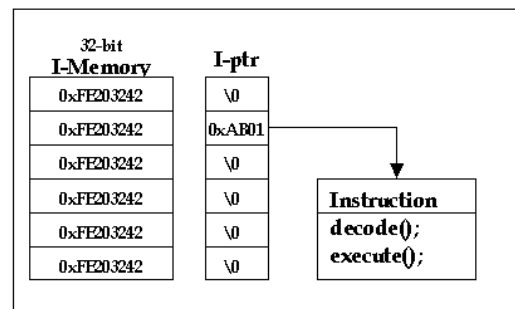 32-bit
I-Memory
I-ptr
0xFE203242
\0
0xFE203242
0xAB01
0xFE203242
\0
0xFE203242
\0
0xFE203242
\0
0xFE203242
\0
Instruction
decode();
execute();